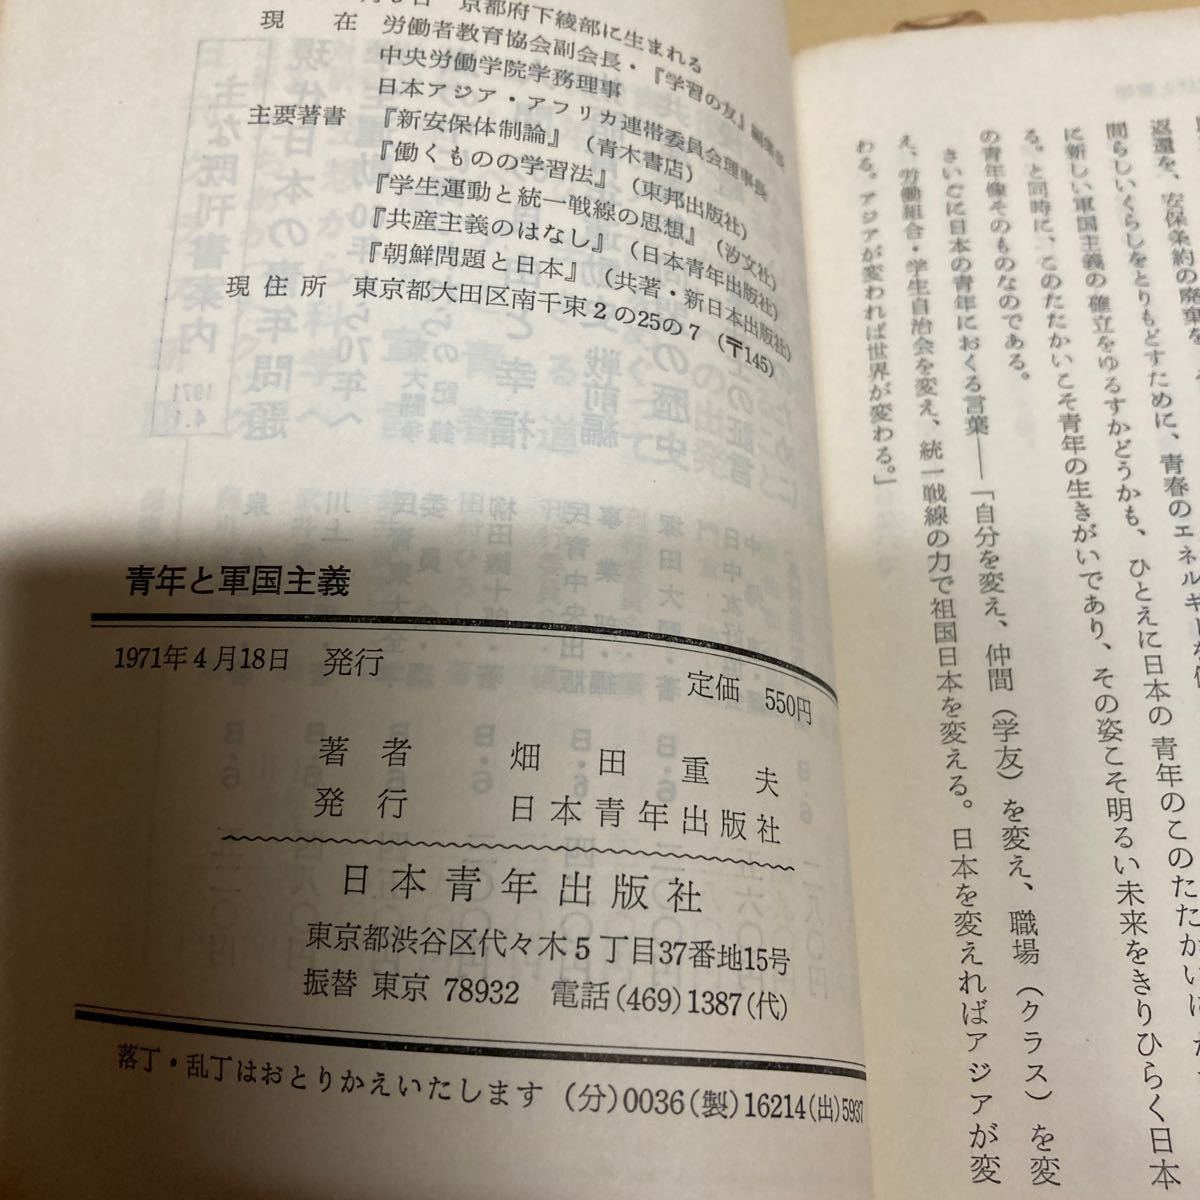 京都府下綾部に生まれる
現　在　労働者教育協会副会長・『学習の友』編集
中央労働学院学務理事
日本アジア・アフリカ連帯委員会理事長
主要著書　『新安保体制論』（青木書店）
『働くものの学習法』（東邦出版社）
『学生運動と統一戦線の思想』（汐文社）
『共産主義のはなし』（日本青年出版社）
『朝鮮問題と日本』（共著・新日本出版社）
現住所　東京都大田区南千束２の25の７（〒145）
青年と軍国主義
1971年４月18日　発行　定価　550円
著　者　畑　田　重　夫
発　行　日本青年出版社
日本青年出版社
東京都渋谷区代々木５丁目37番地15号
振替 東京 78932　電話(469)1387(代)
落丁・乱丁はおとりかえいたします　(分)0036(製)16214(出)5937
返還を、安保条約の廃棄を、
間らしいくらしをとりもどすために、青春のエネルギーを
に新しい軍国主義の確立をゆるすかどうかも、ひとえに日本の青年のこのたたかいに
る。と同時に、このたたかいこそ青年の生きがいであり、その姿こそ明るい未来をきりひらく日本
の青年像そのものなのである。
さいごに日本の青年におくる言葉――「自分を変え、仲間（学友）を変え、職場（クラス）を変
え、労働組合・学生自治会を変え、統一戦線の力で祖国日本を変える。日本を変えればアジアが変
わる。アジアが変われば世界が変わる。」